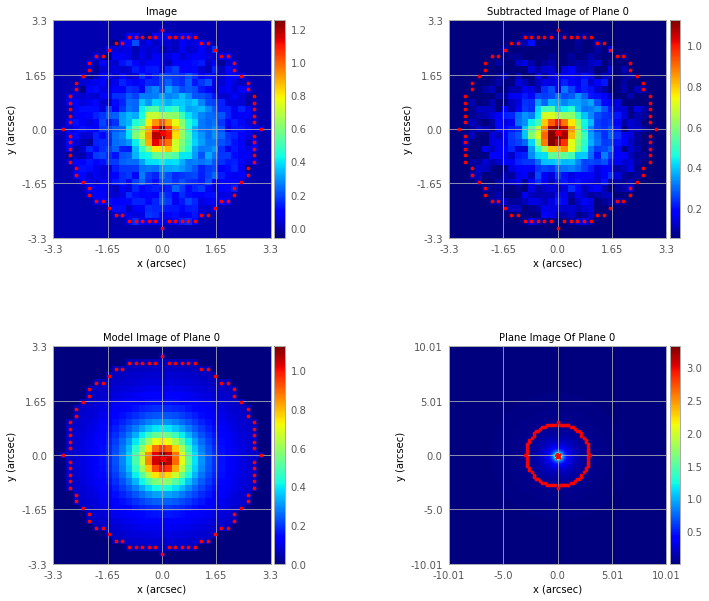 Image
3.3
1.65
0.0
-1.65
-3.3
y (arcsec)
-3.3 -1.65 0.0 1.65 3.3
x (arcsec)
1.2
1.0
0.8
0.6
0.4
0.2
0.0
Subtracted Image of Plane 0
3.3
1.65
0.0
-1.65
-3.3
y (arcsec)
-3.3 -1.65 0.0 1.65 3.3
x (arcsec)
1.0
0.8
0.6
0.4
0.2
Model Image of Plane 0
3.3
1.65
0.0
-1.65
-3.3
y (arcsec)
-3.3 -1.65 0.0 1.65 3.3
x (arcsec)
1.0
0.8
0.6
0.4
0.2
0.0
Plane Image Of Plane 0
10.01
5.01
0.0
-5.0
-10.01
y (arcsec)
-10.01 -5.0 0.0 5.01 10.01
x (arcsec)
3.0
2.5
2.0
1.5
1.0
0.5